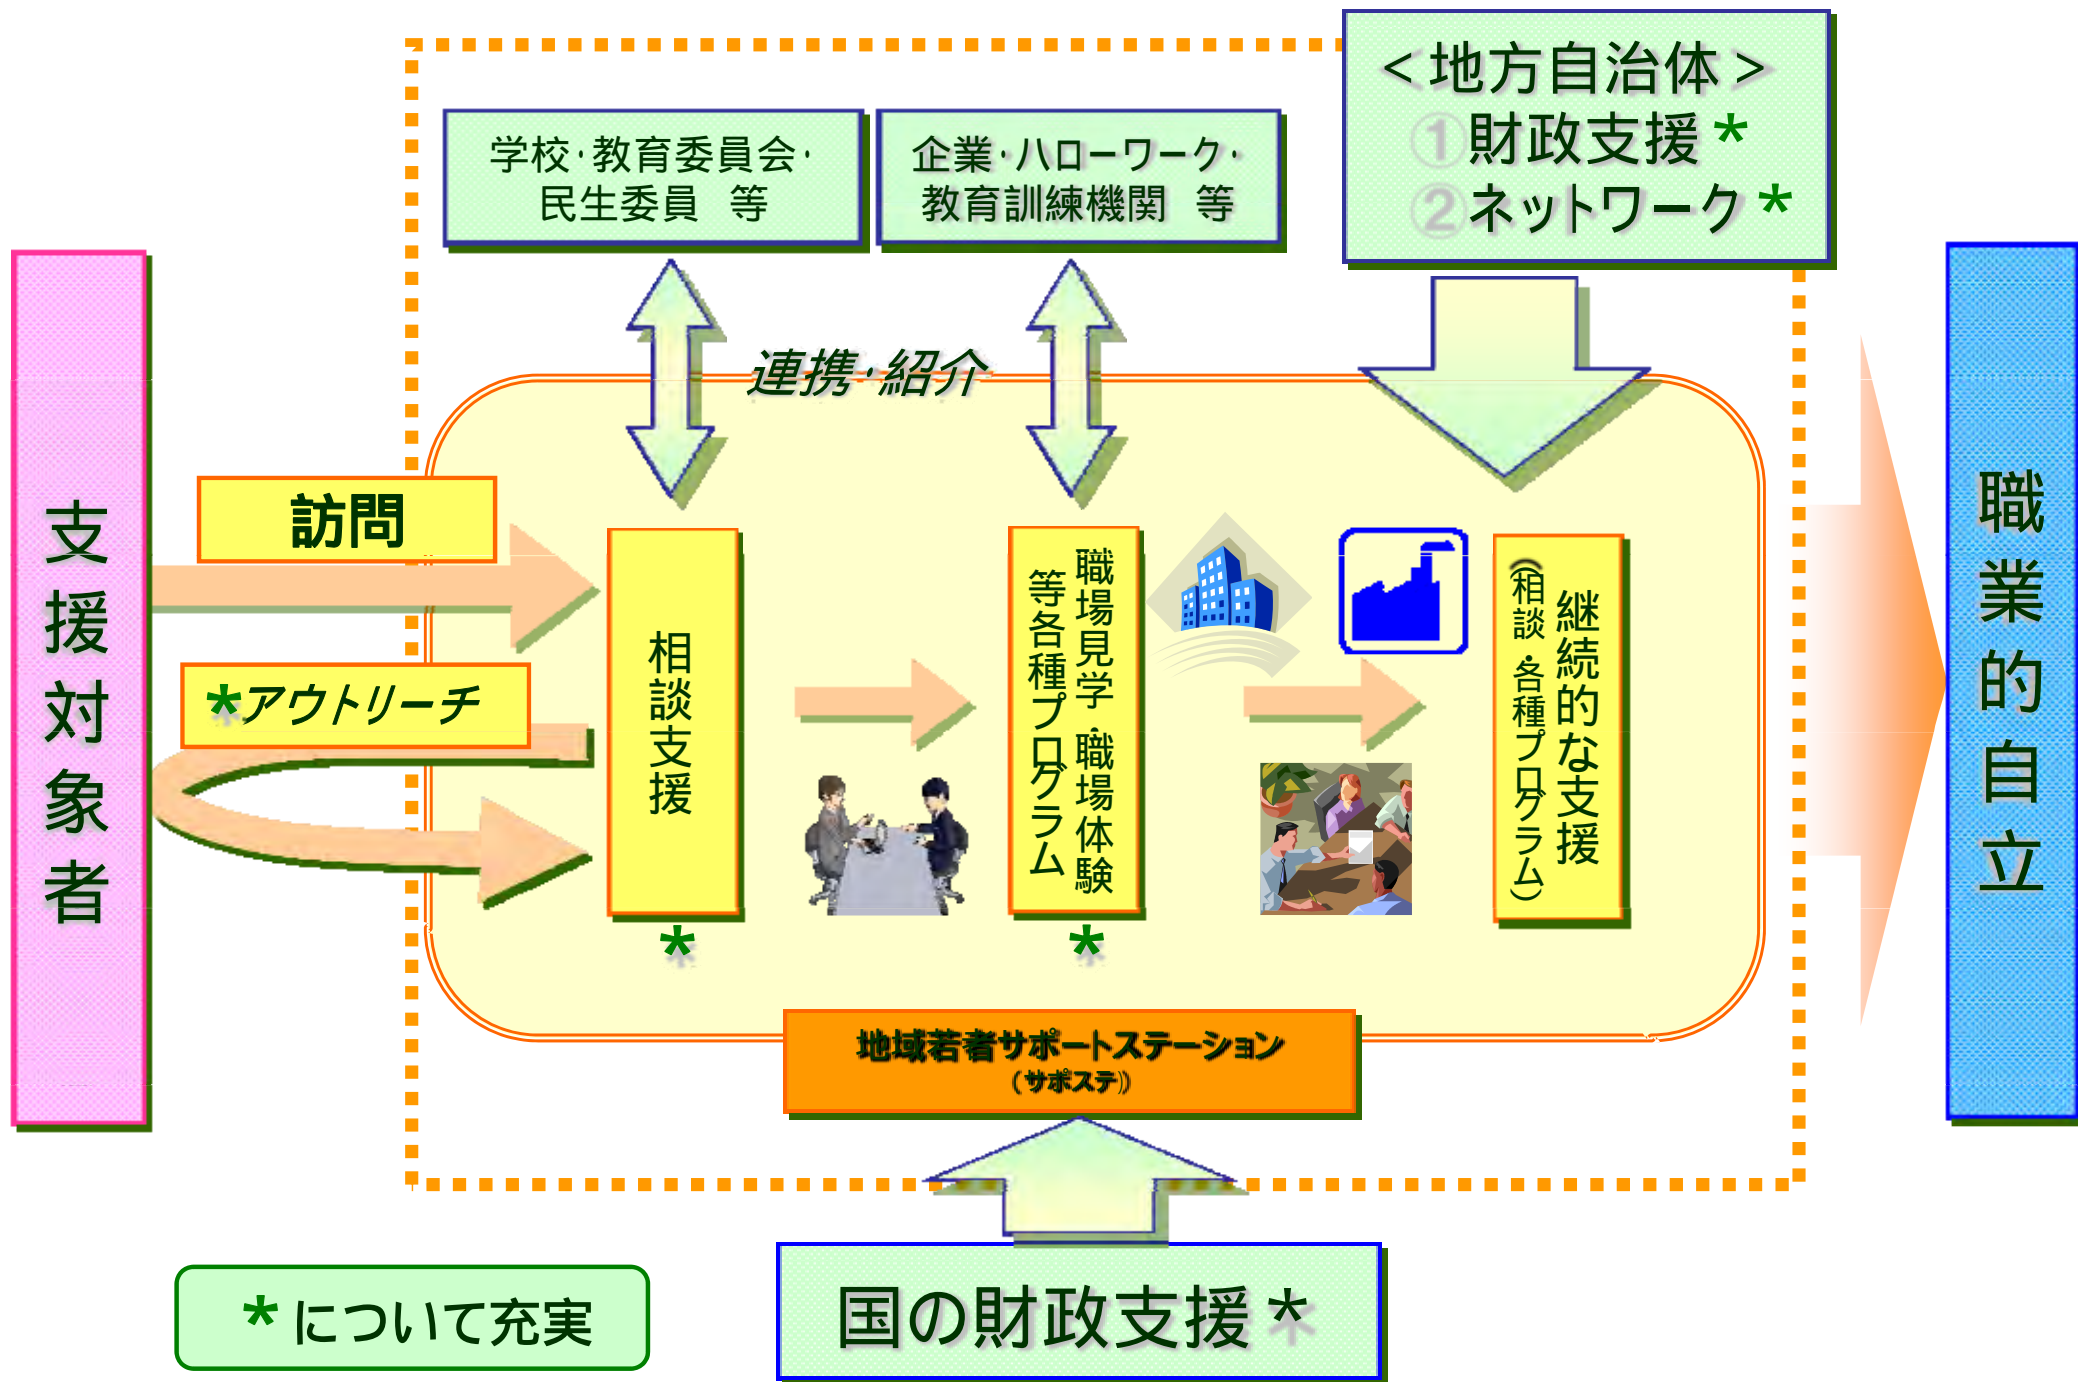 ＜地方自治体＞
①財政支援*
②ネットワーク*
学校・教育委員会・
民生委員　等
企業・ハローワーク・
教育訓練機関　等
連携・紹介
支援対象者
訪問
*アウトリーチ
相談支援
*
職場見学・職場体験
等各種プログラム
*
継続的な支援
（相談・各種プログラム）
職業的自立
地域若者サポートステーション
（サポステ）
国の財政支援*
*について充実